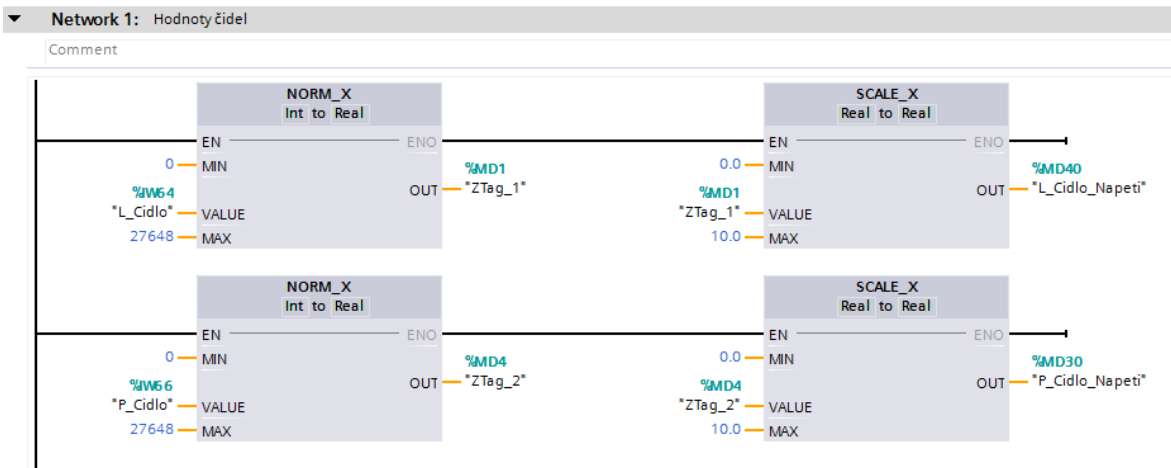 Network 1: Hodnoty čidel
Comment
NORM_X
Int to Real
EN
ENO
0
MIN
%IW64
"L_Cidlo"
VALUE
27648
MAX
OUT
%MD1
"ZTag_1"
SCALE_X
Real to Real
EN
ENO
0.0
MIN
%MD1
"ZTag_1"
VALUE
10.0
MAX
OUT
%MD40
"L_Cidlo_Napeti"
NORM_X
Int to Real
EN
ENO
0
MIN
%IW66
"P_Cidlo"
VALUE
27648
MAX
OUT
%MD4
"ZTag_2"
SCALE_X
Real to Real
EN
ENO
0.0
MIN
%MD4
"ZTag_2"
VALUE
10.0
MAX
OUT
%MD30
"P_Cidlo_Napeti"